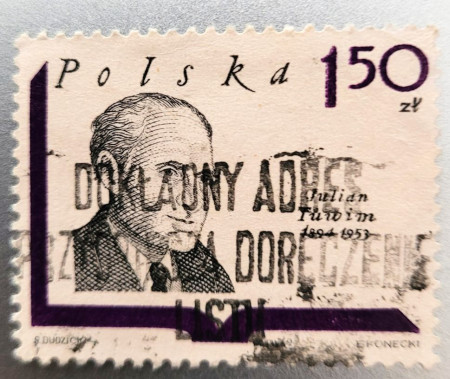 Polska
1 50
zł
DOKŁADNY ADRES
Julian
Tuwim
1894-1953
DORĘCZENIE
LISTU